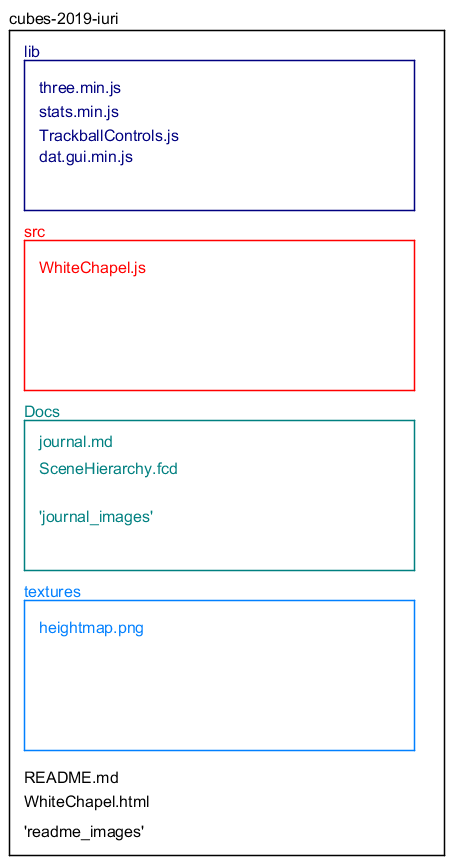 cubes-2019-iuri
lib
three.min.js
stats.min.js
TrackballControls.js
dat.gui.min.js
src
WhiteChapel.js
Docs
journal.md
SceneHierarchy.fcd
'journal_images'
textures
heightmap.png
README.md
WhiteChapel.html
'readme_images'